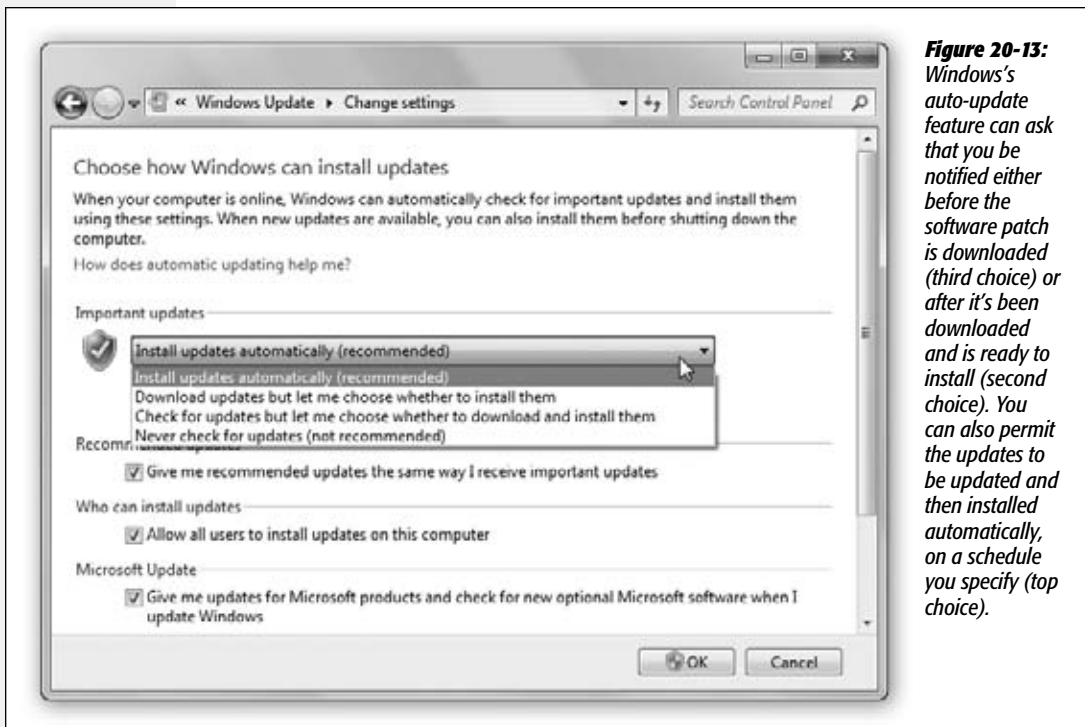 « Windows Update ▸ Change settings
Search Control Panel
Choose how Windows can install updates
When your computer is online, Windows can automatically check for important updates and install them
using these settings. When new updates are available, you can also install them before shutting down the
computer.
How does automatic updating help me?
Important updates
Install updates automatically (recommended)
Install updates automatically (recommended)
Download updates but let me choose whether to install them
Check for updates but let me choose whether to download and install them
Never check for updates (not recommended)
Recommended updates
Give me recommended updates the same way I receive important updates
Who can install updates
Allow all users to install updates on this computer
Microsoft Update
Give me updates for Microsoft products and check for new optional Microsoft software when I
update Windows
OK
Cancel
Figure 20-13:
Windows's
auto-update
feature can ask
that you be
notified either
before the
software patch
is downloaded
(third choice) or
after it's been
downloaded
and is ready to
install (second
choice). You
can also permit
the updates to
be updated and
then installed
automatically,
on a schedule
you specify (top
choice).